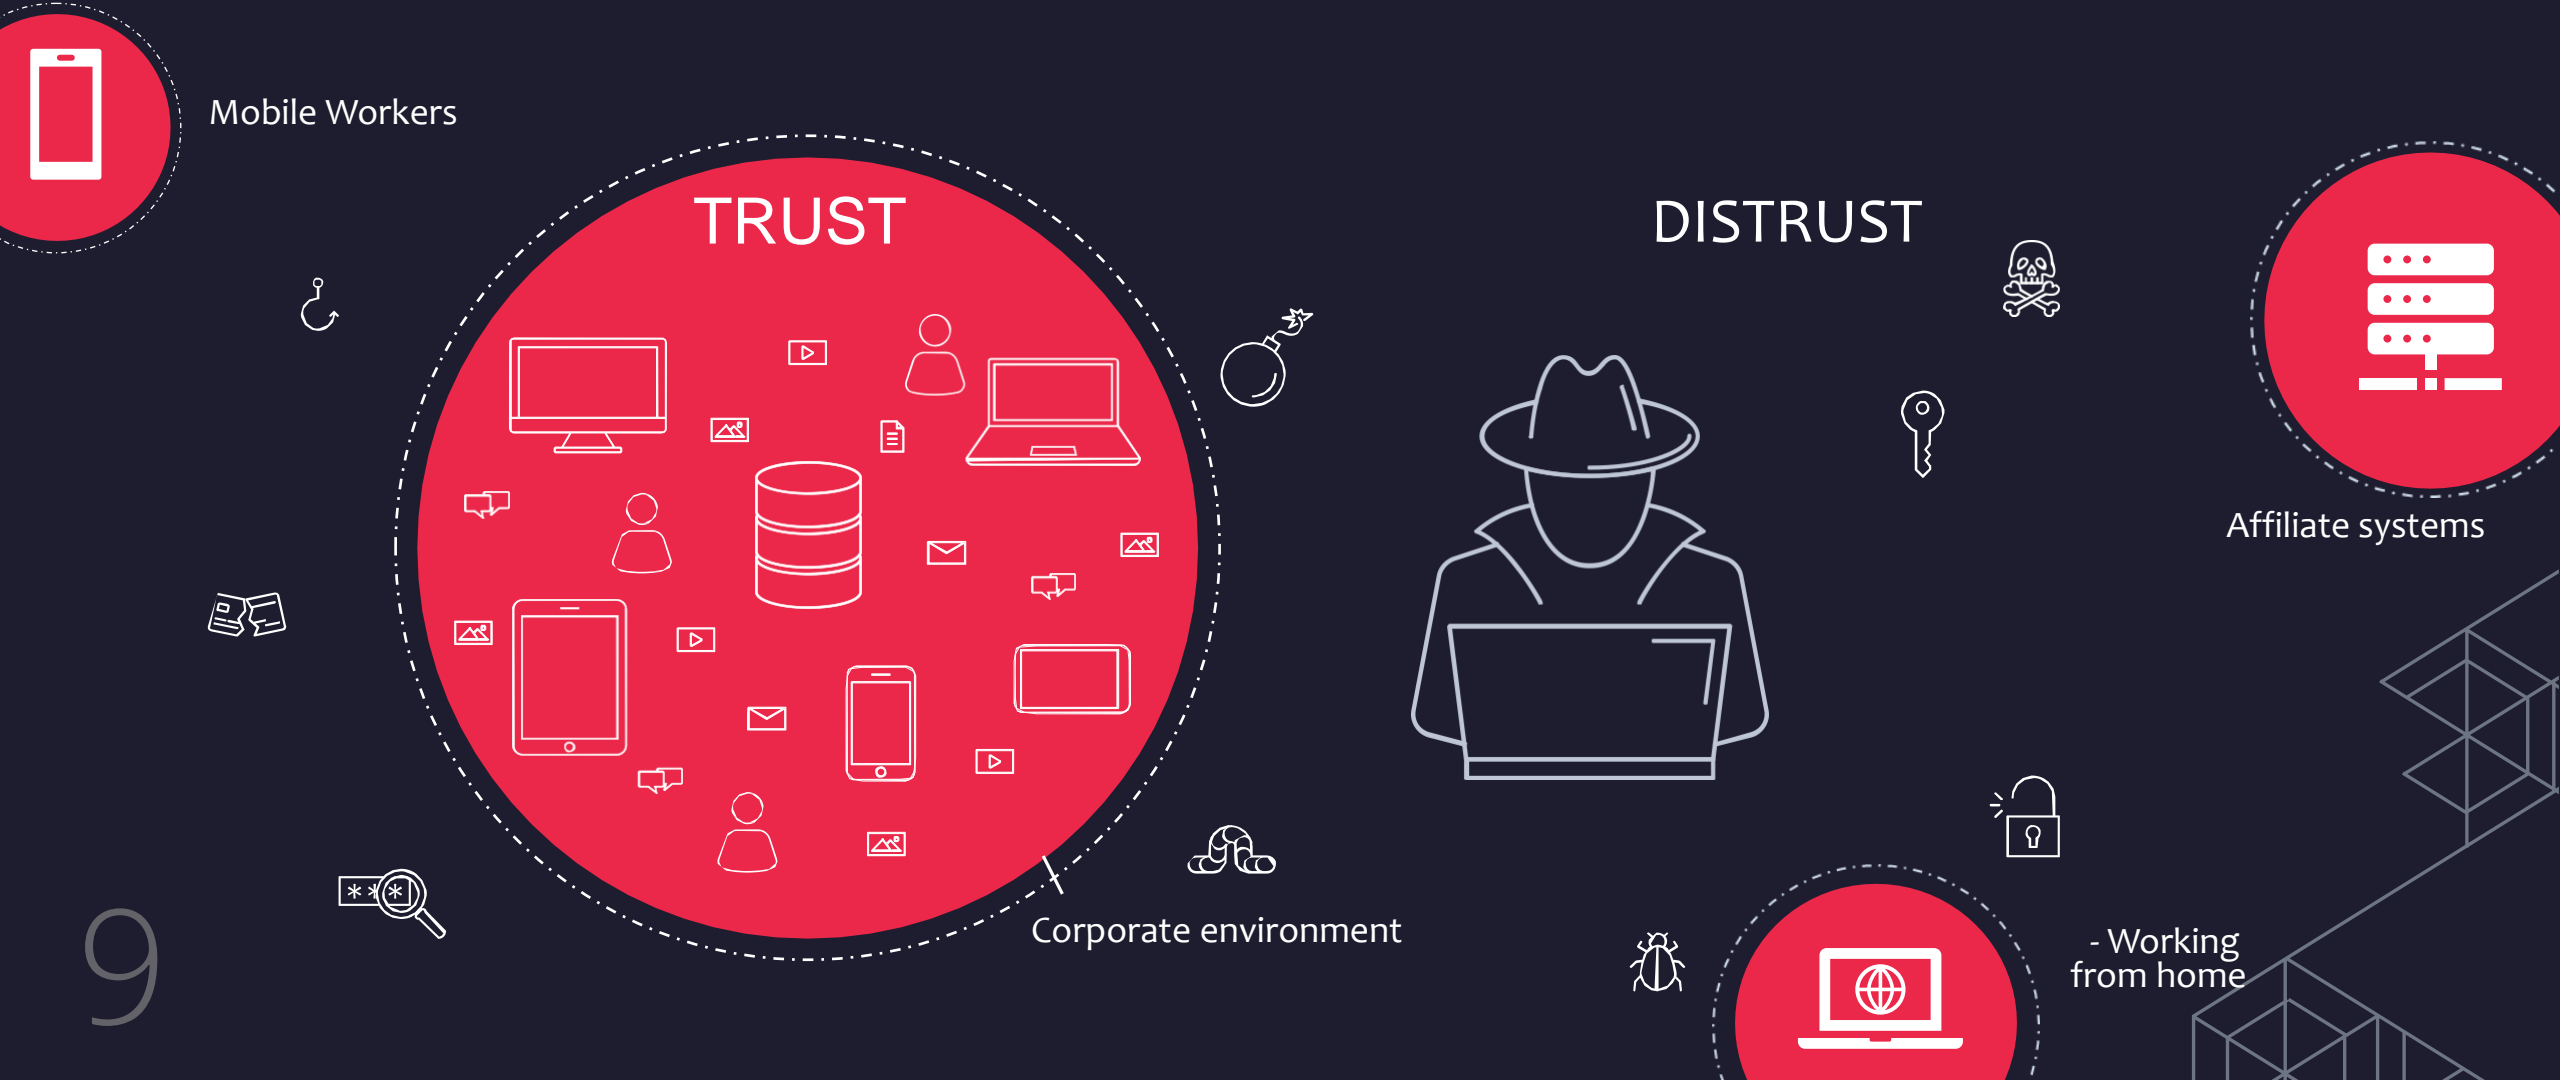 Mobile Workers
TRUST
DISTRUST
Affiliate systems
***
Corporate environment
- Working
from home
9